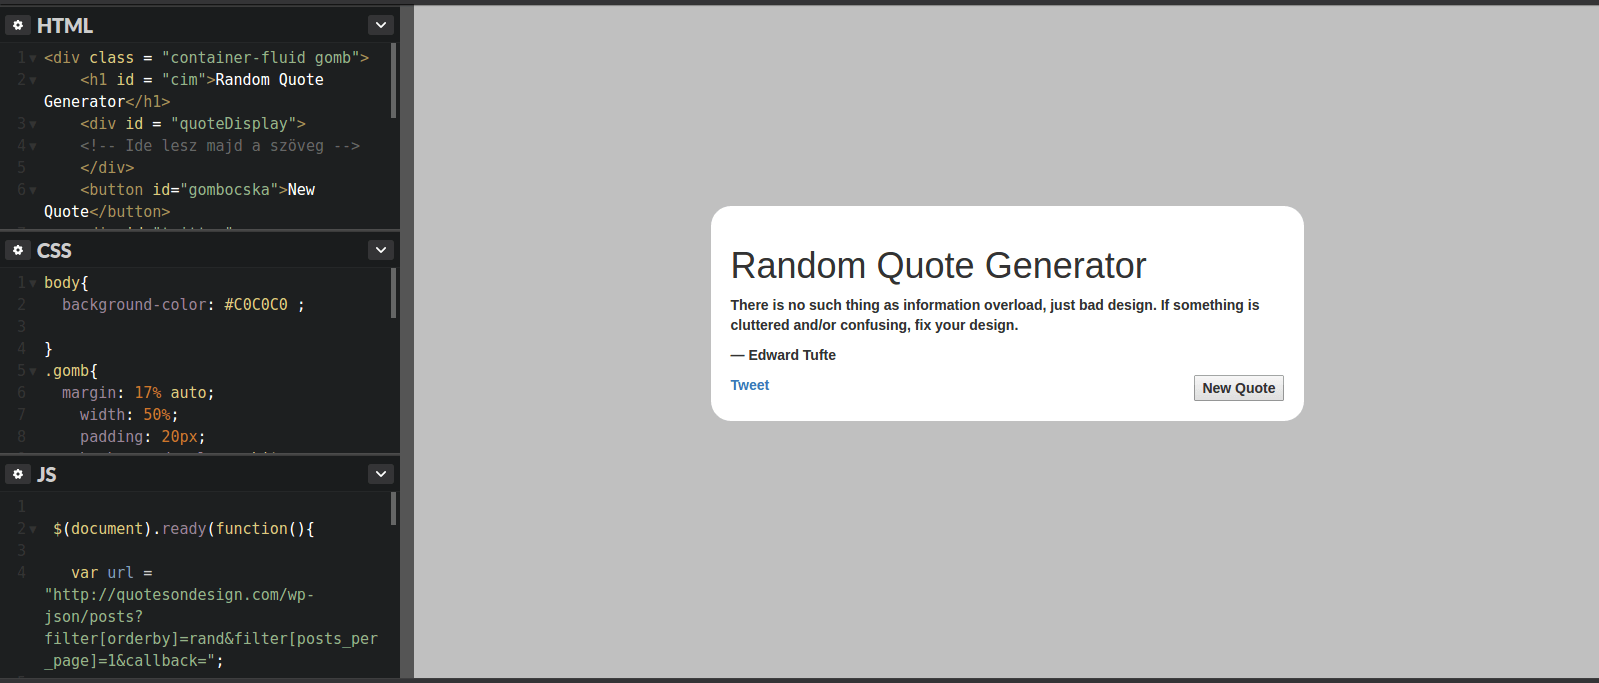 HTML
1 <div class = "container-fluid gomb">
2     <h1 id = "cim">Random Quote
Generator</h1>
3     <div id = "quoteDisplay">
4     <!-- Ide lesz majd a szöveg -->
5     </div>
6     <button id="gombocska">New
Quote</button>
CSS
1 body{
2   background-color: #C0C0C0 ;
3
4 }
5 .gomb{
6   margin: 17% auto;
7     width: 50%;
8     padding: 20px;
JS
1
2  $(document).ready(function(){
3
4    var url =
"http://quotesondesign.com/wp-
json/posts?
filter[orderby]=rand&filter[posts_per
_page]=1&callback=";
Random Quote Generator
There is no such thing as information overload, just bad design. If something is
cluttered and/or confusing, fix your design.
— Edward Tufte
Tweet
New Quote